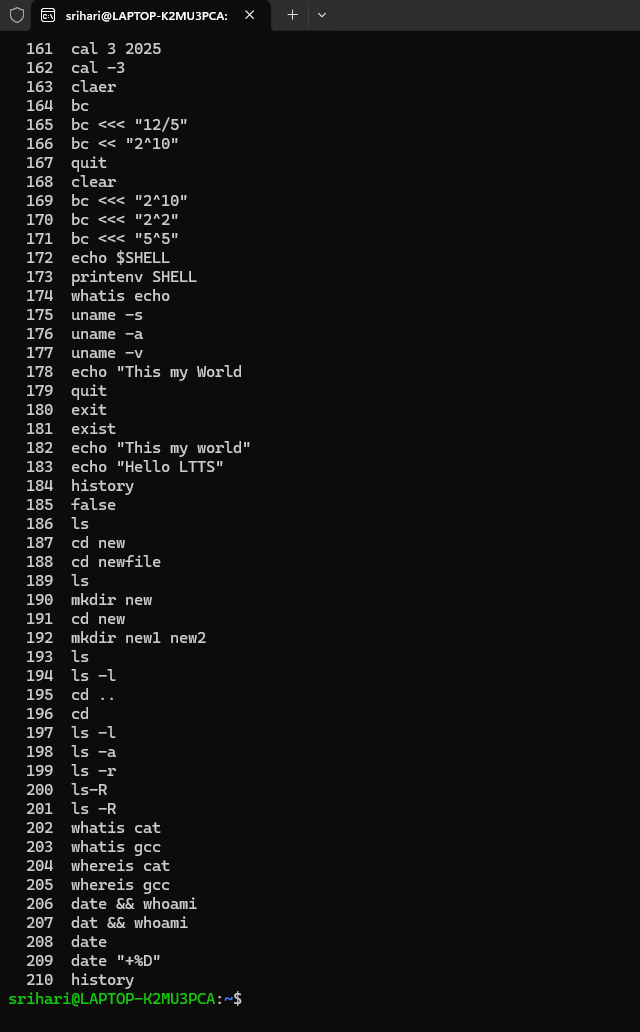 srihari@LAPTOP-K2MU3PCA:
161 cal 3 2025
162 cal -3
163 claer
164 bc
165 bc <<< "12/5"
166 bc << "2^10"
167 quit
168 clear
169 bc <<< "2^10"
170 bc <<< "2^2"
171 bc <<< "5^5"
172 echo $SHELL
173 printenv SHELL
174 whatis echo
175 uname -s
176 uname -a
177 uname -v
178 echo "This my World
179 quit
180 exit
181 exist
182 echo "This my world"
183 echo "Hello LTTS"
184 history
185 false
186 ls
187 cd new
188 cd newfile
189 ls
190 mkdir new
191 cd new
192 mkdir new1 new2
193 ls
194 ls -l
195 cd ..
196 cd
197 ls -l
198 ls -a
199 ls -r
200 ls-R
201 ls -R
202 whatis cat
203 whatis gcc
204 whereis cat
205 whereis gcc
206 date && whoami
207 dat && whoami
208 date
209 date "+%D"
210 history
srihari@LAPTOP-K2MU3PCA:~$